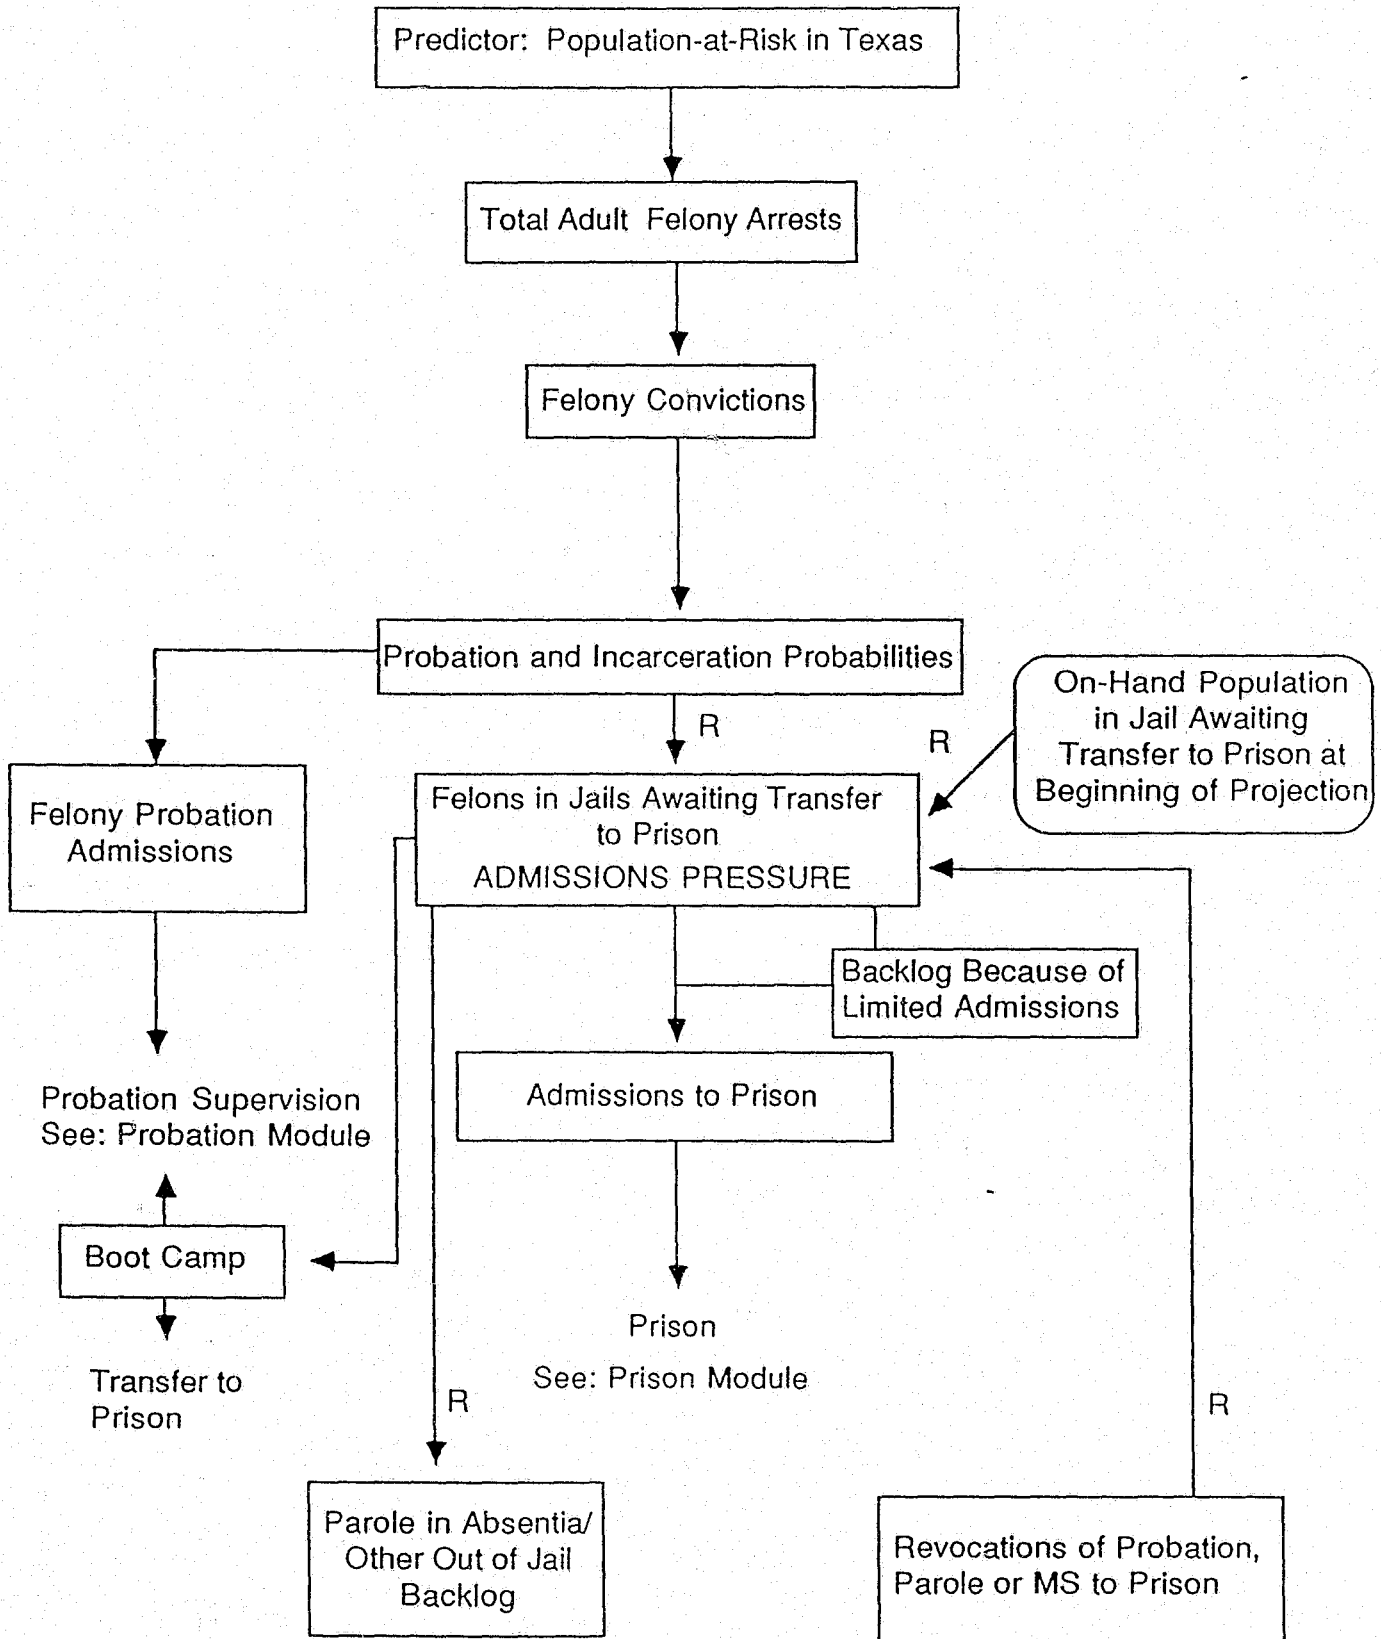 Predictor: Population-at-Risk in Texas
Total Adult Felony Arrests
Felony Convictions
Probation and Incarceration Probabilities
R
R
On-Hand Population
in Jail Awaiting
Transfer to Prison at
Beginning of Projection
Felony Probation
Admissions
Felons in Jails Awaiting Transfer
to Prison
ADMISSIONS PRESSURE
Backlog Because of
Limited Admissions
Admissions to Prison
Probation Supervision
See: Probation Module
Boot Camp
Transfer to
Prison
Prison
See: Prison Module
R
R
Parole in Absentia/
Other Out of Jail
Backlog
Revocations of Probation,
Parole or MS to Prison